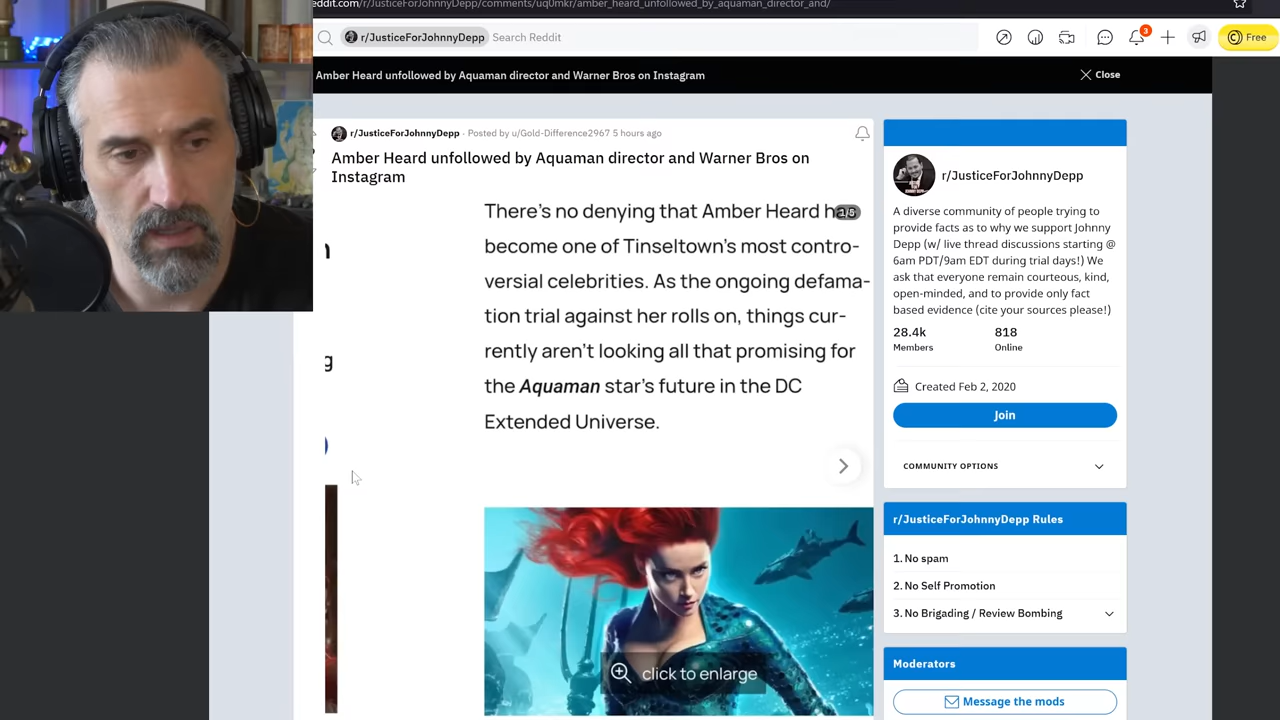 eddit.com/r/JusticeForJohnnyDepp/comments/uq0mkr/amber_heard_unfollowed_by_aquaman_director_and/
r/JusticeForJohnnyDepp Search Reddit
3
Free
Amber Heard unfollowed by Aquaman director and Warner Bros on Instagram
Close
r/JusticeForJohnnyDepp · Posted by u/Gold-Difference2967 5 hours ago
Amber Heard unfollowed by Aquaman director and Warner Bros on
Instagram
There's no denying that Amber Heard h
1/5
become one of Tinseltown's most contro-
versial celebrities. As the ongoing defama-
tion trial against her rolls on, things cur-
rently aren't looking all that promising for
the Aquaman star's future in the DC
Extended Universe.
click to enlarge
r/JusticeForJohnnyDepp
A diverse community of people trying to
provide facts as to why we support Johnny
Depp (w/ live thread discussions starting @
6am PDT/9am EDT during trial days!) We
ask that everyone remain courteous, kind,
open-minded, and to provide only fact
based evidence (cite your sources please!)
28.4k 818
Members Online
Created Feb 2, 2020
Join
COMMUNITY OPTIONS
r/JusticeForJohnnyDepp Rules
1. No spam
2. No Self Promotion
3. No Brigading / Review Bombing
Moderators
Message the mods